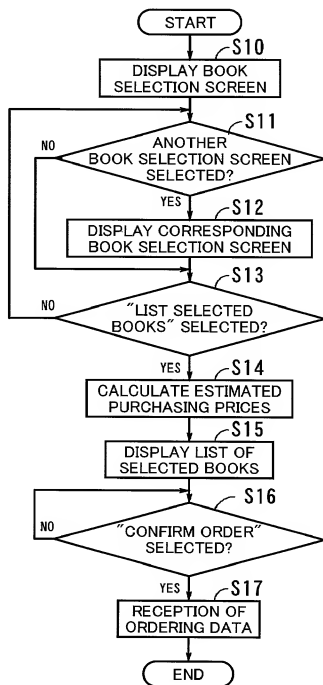 START
S10
DISPLAY BOOK
SELECTION SCREEN
S11
ANOTHER
BOOK SELECTION SCREEN
SELECTED?
NO
YES
S12
DISPLAY CORRESPONDING
BOOK SELECTION SCREEN
S13
"LIST SELECTED
BOOKS" SELECTED?
NO
YES
S14
CALCULATE ESTIMATED
PURCHASING PRICES
S15
DISPLAY LIST OF
SELECTED BOOKS
S16
"CONFIRM ORDER"
SELECTED?
NO
YES
S17
RECEPTION OF
ORDERING DATA
END